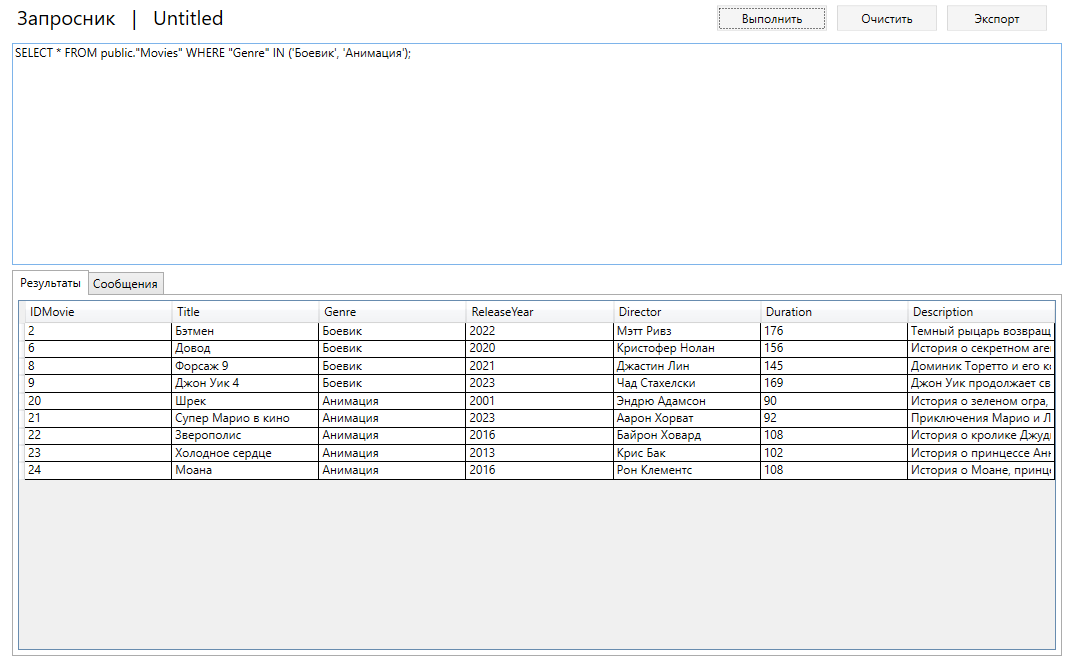 Запросник | Untitled
Выполнить Очистить Экспорт
SELECT * FROM public."Movies" WHERE "Genre" IN ('Боевик', 'Анимация');
Результаты Сообщения
IDMovie Title Genre ReleaseYear Director Duration Description
2 Бэтмен Боевик 2022 Мэтт Ривз 176 Темный рыцарь возвращ
6 Довод Боевик 2020 Кристофер Нолан 156 История о секретном аге
8 Форсаж 9 Боевик 2021 Джастин Лин 145 Доминик Торетто и его к
9 Джон Уик 4 Боевик 2023 Чад Стахелски 169 Джон Уик продолжает св
20 Шрек Анимация 2001 Эндрю Адамсон 90 История о зеленом огра,
21 Супер Марио в кино Анимация 2023 Аарон Хорват 92 Приключения Марио и Л
22 Зверополис Анимация 2016 Байрон Ховард 108 История о кролике Джуд
23 Холодное сердце Анимация 2013 Крис Бак 102 История о принцессе Ан
24 Моана Анимация 2016 Рон Клементс 108 История о Моане, принц